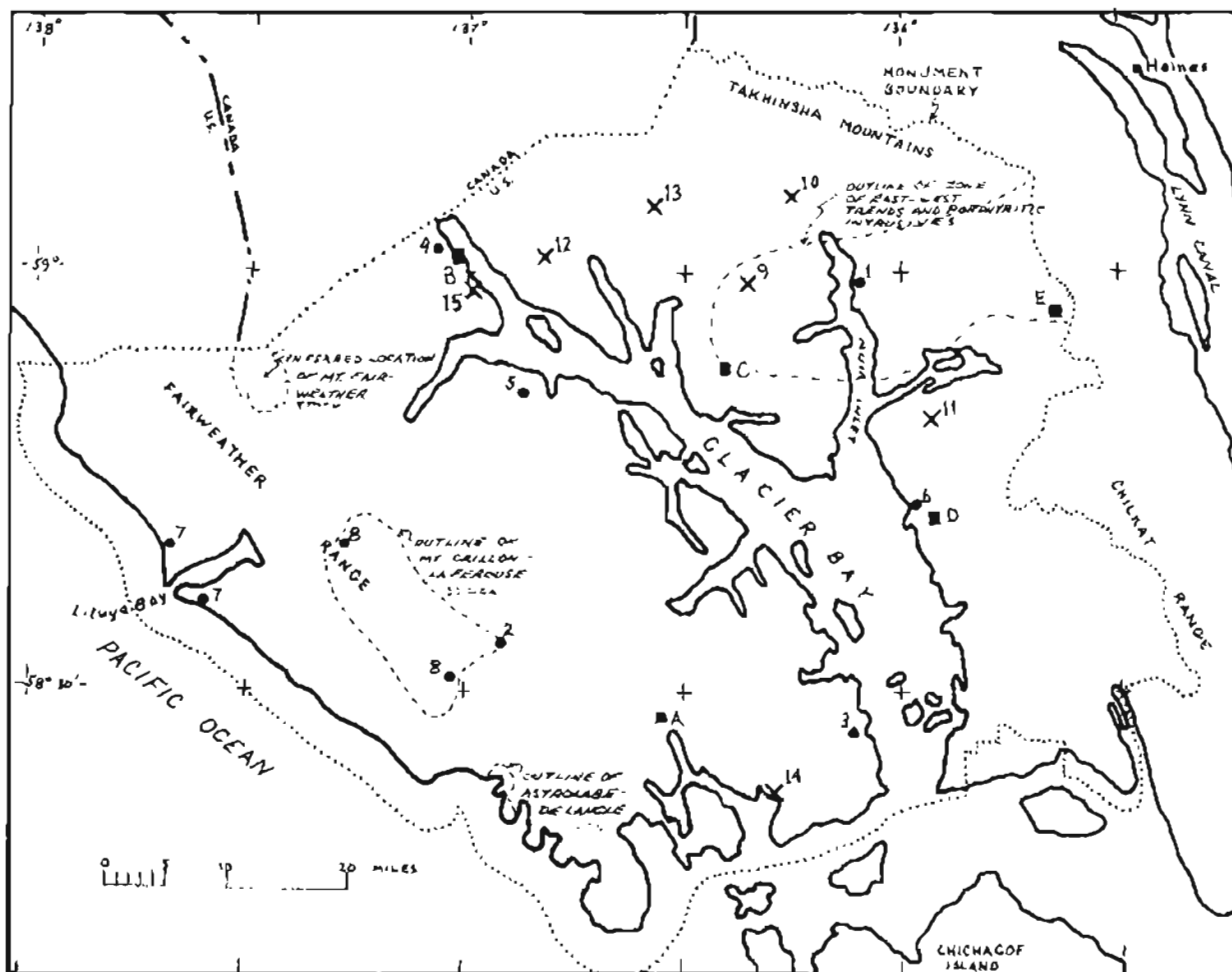 138°
137°
136°
Haines
MONUMENT
BOUNDARY
CANADA
U.S.
TAKHINSHA MOUNTAINS
CANADA
U.S.
13
10
OUTLINE OF ZONE
OF EAST-WEST
TRENDS AND PORPHYRITIC
INTRUSIVES
LYNN CANAL
4
12
59°
B
9
1
15
E
INFERRED LOCATION
OF MT. FAIR-
WEATHER
FAIRWEATHER
C
MUIR INLET
5
11
GLACIER
BAY
CHILKAT
RANGE
6
D
7
8
RANGE
OUTLINE OF
MT. CRILLON-
LAPEROUSE
Lituya Bay
7
2
8
PACIFIC OCEAN
58° 30'
A
3
14
OUTLINE OF
ASTROLABE-
DE LANGLE
0 5 10 20 MILES
CHICHAGOF
ISLAND